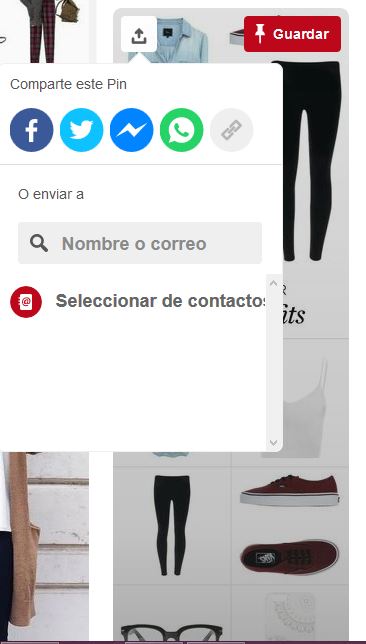 Guardar
Comparte este Pin
O enviar a
Nombre o correo
Seleccionar de contactos
R
fits